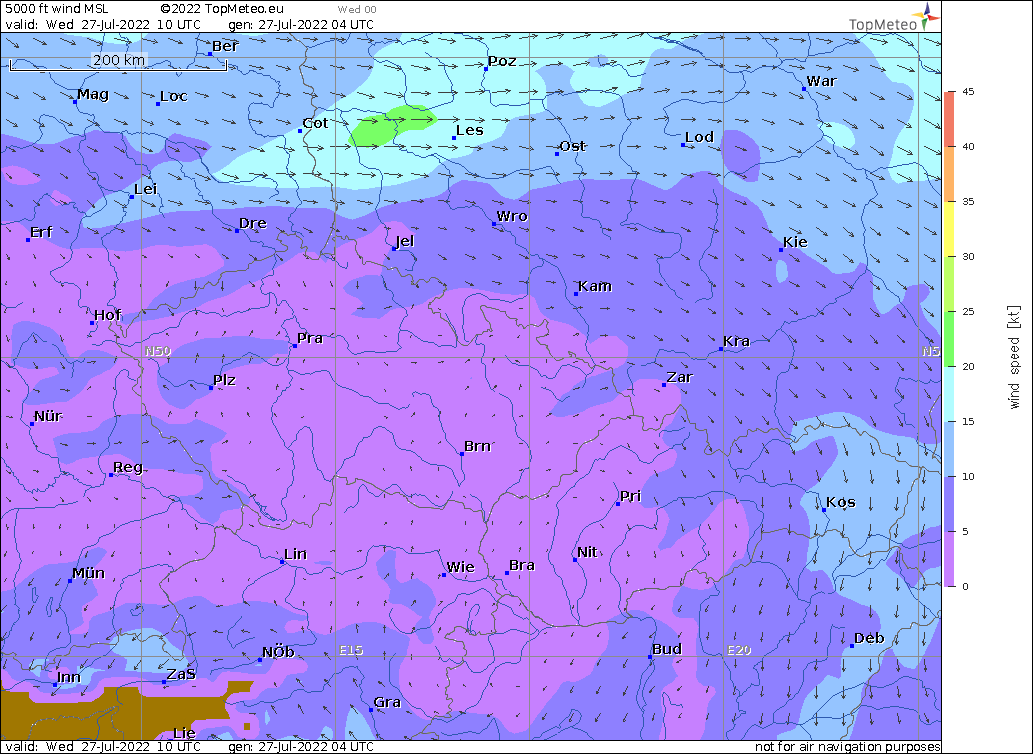 5000 ft wind MSL ©2022 TopMeteo.eu Wed 00
valid: Wed 27-Jul-2022 10 UTC gen: 27-Jul-2022 04 UTC
TopMeteo
Ber
200 km
Poz
War
Mag
Loc
Cot
Les
Lod
Ost
Lei
Wro
Dre
Erf
Jel
Kie
Kam
Hof
Pra
Kra
N50
N5
Plz
Zar
Nür
Brn
Reg
Pri
Kos
Lin
Nit
Wie
Bra
Mün
Deb
NÖb
E15
Bud
E20
Inn
ZaS
Gra
Lie
45
40
35
30
25
20
15
10
5
0
wind speed [kt]
valid: Wed 27-Jul-2022 10 UTC gen: 27-Jul-2022 04 UTC not for air navigation purposes